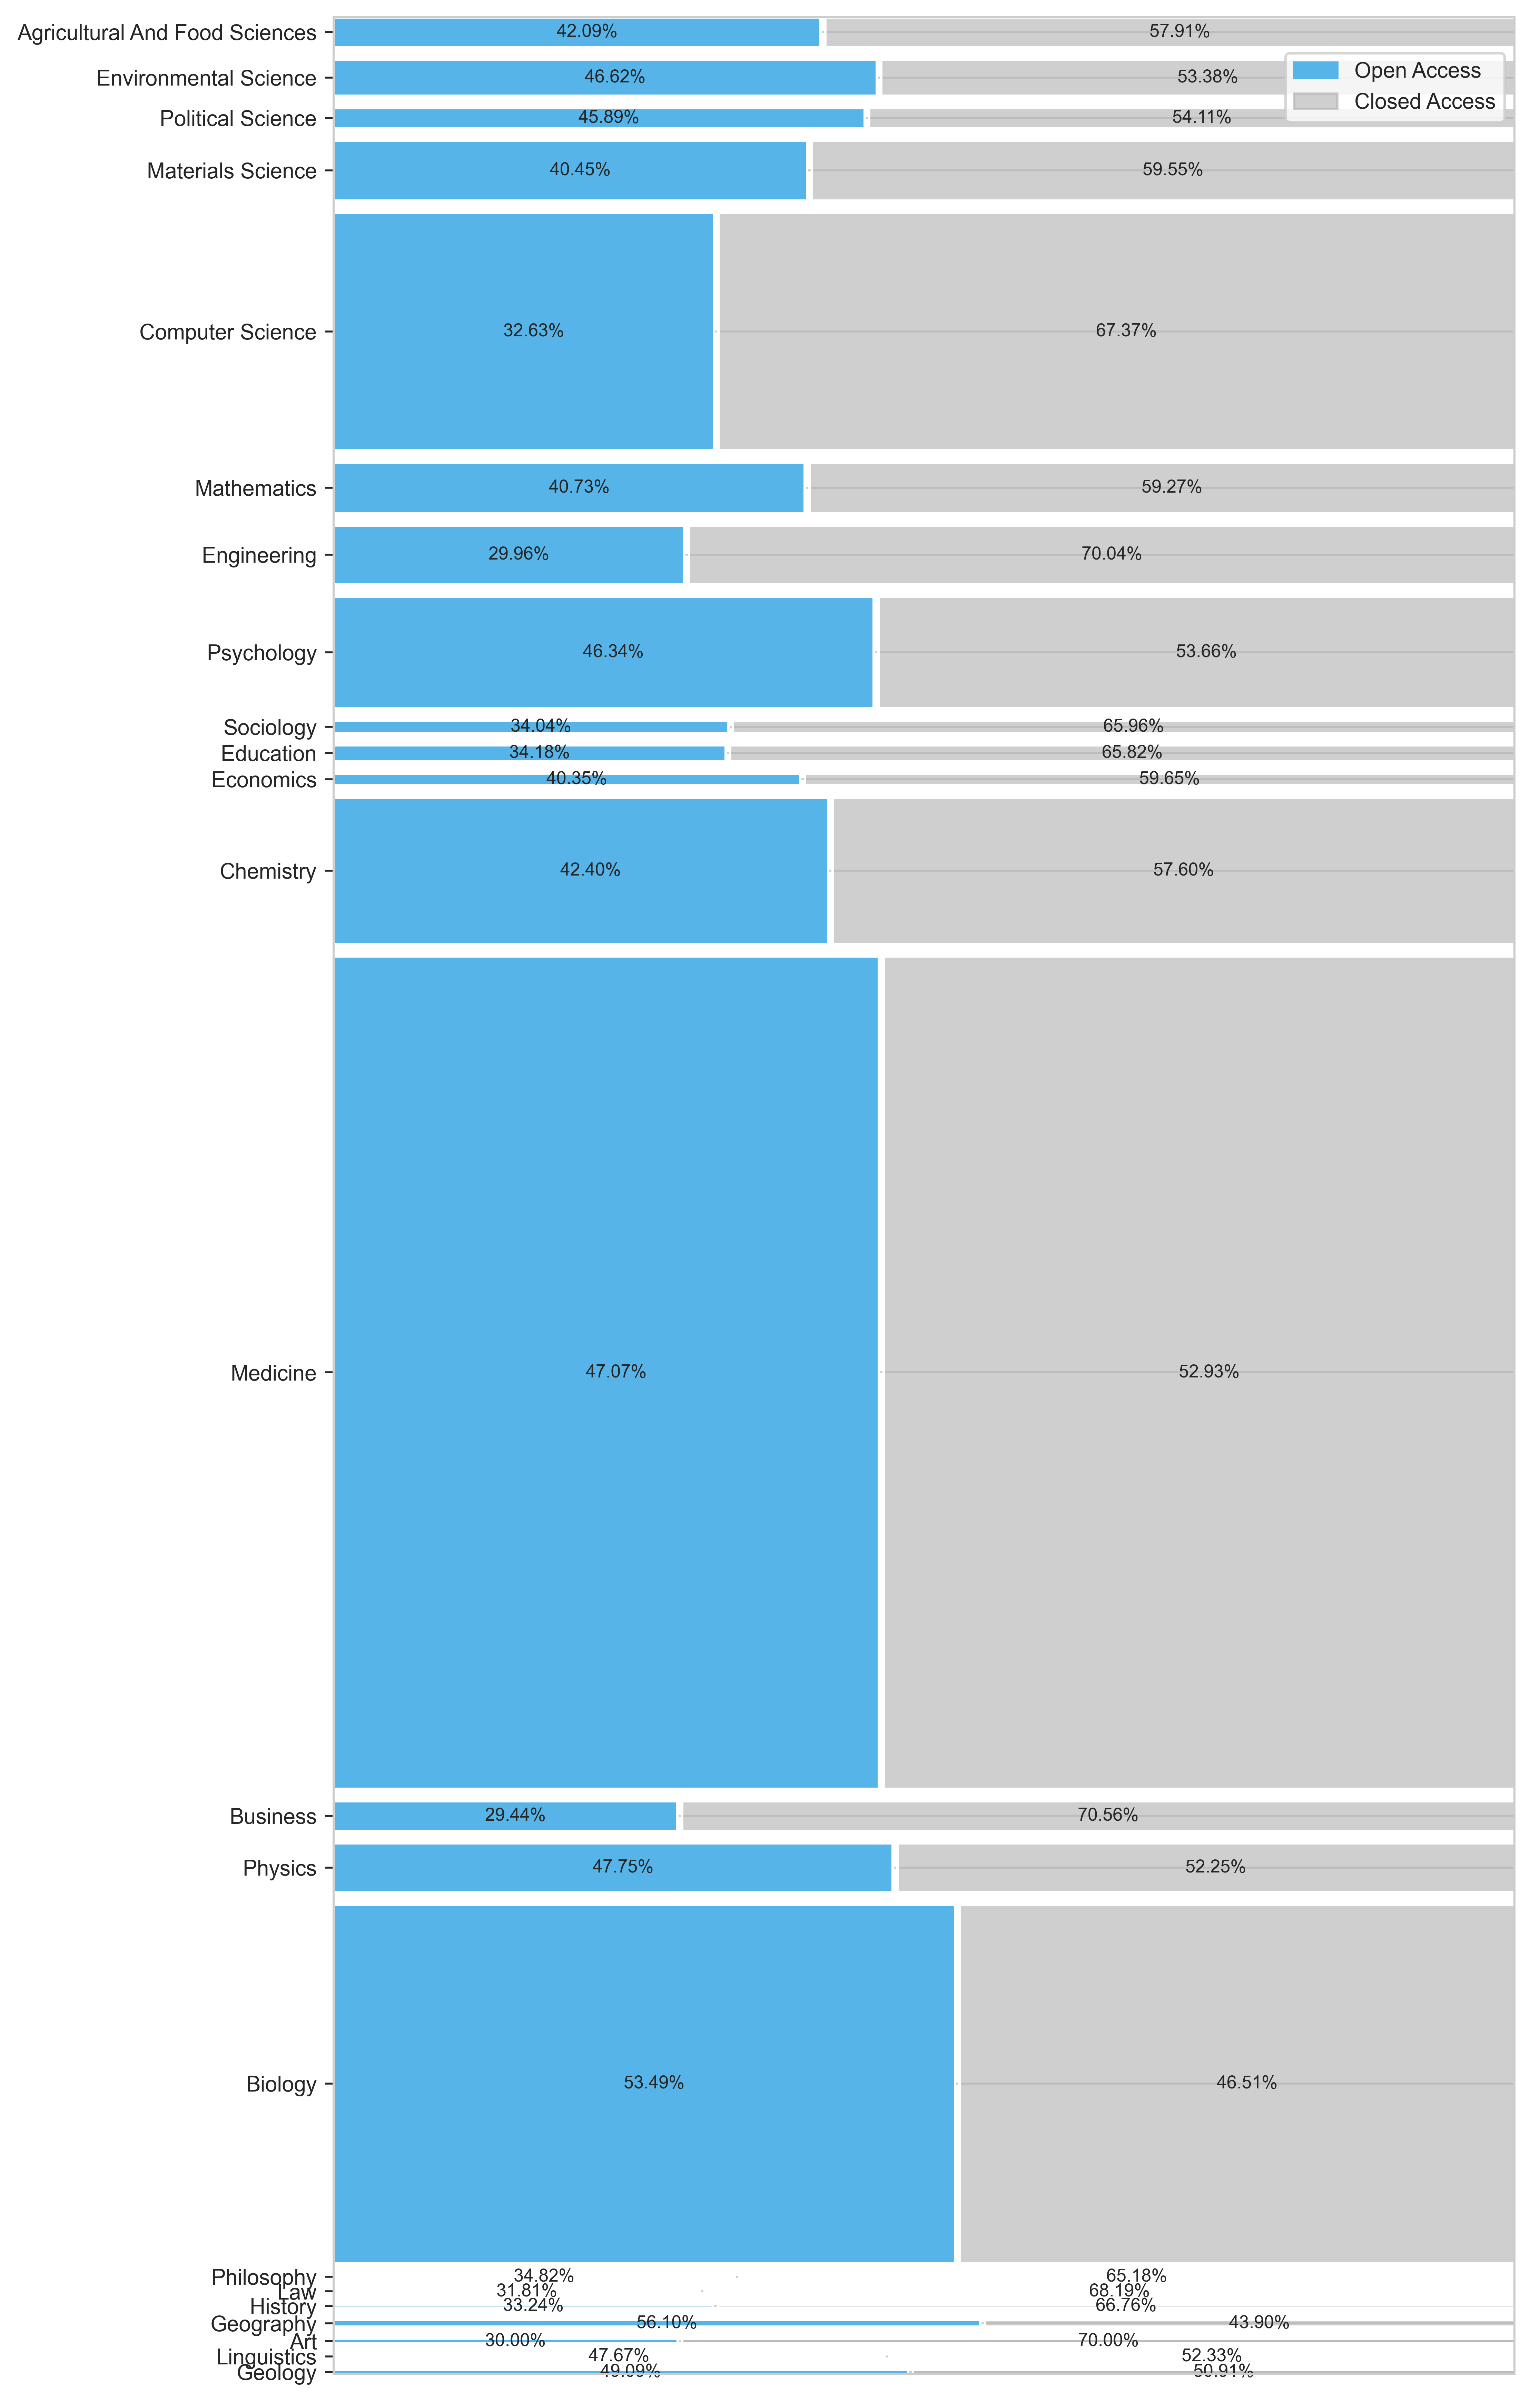 Agricultural And Food Sciences 42.09% 57.91%
Open Access
Environmental Science 46.62% 53.38%
Closed Access
Political Science 45.89% 54.11%
Materials Science 40.45% 59.55%
Computer Science 32.63% 67.37%
Mathematics 40.73% 59.27%
Engineering 29.96% 70.04%
Psychology 46.34% 53.66%
Sociology 34.04% 65.96%
Education 34.18% 65.82%
Economics 40.35% 59.65%
Chemistry 42.40% 57.60%
Medicine 47.07% 52.93%
Business 29.44% 70.56%
Physics 47.75% 52.25%
Biology 53.49% 46.51%
Philosophy 34.82% 65.18%
Law 31.81% 68.19%
History 33.24% 66.76%
Geography 56.10% 43.90%
Art 30.00% 70.00%
Linguistics 47.67% 52.33%
Geology 49.09% 50.91%